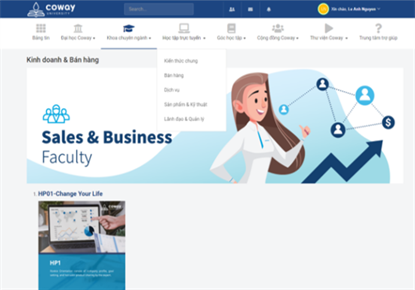 coway
UNIVERSITY
Search...
Tôi chào, Le Anh Nguyen
Bảng tin
Đại học Coway
Khoa chuyên ngành
Học tập trực tuyến
Góc học tập
Cộng đồng Coway
Thư viện Coway
Trung tâm trợ giúp
Kinh doanh & Bán hàng
Kiến thức chung
Bán hàng
Dịch vụ
Sản phẩm & Kỹ thuật
Lãnh đạo & Quản lý
Sales & Business
Faculty
$
1. HP01-Change Your Life
COWAY
HP1